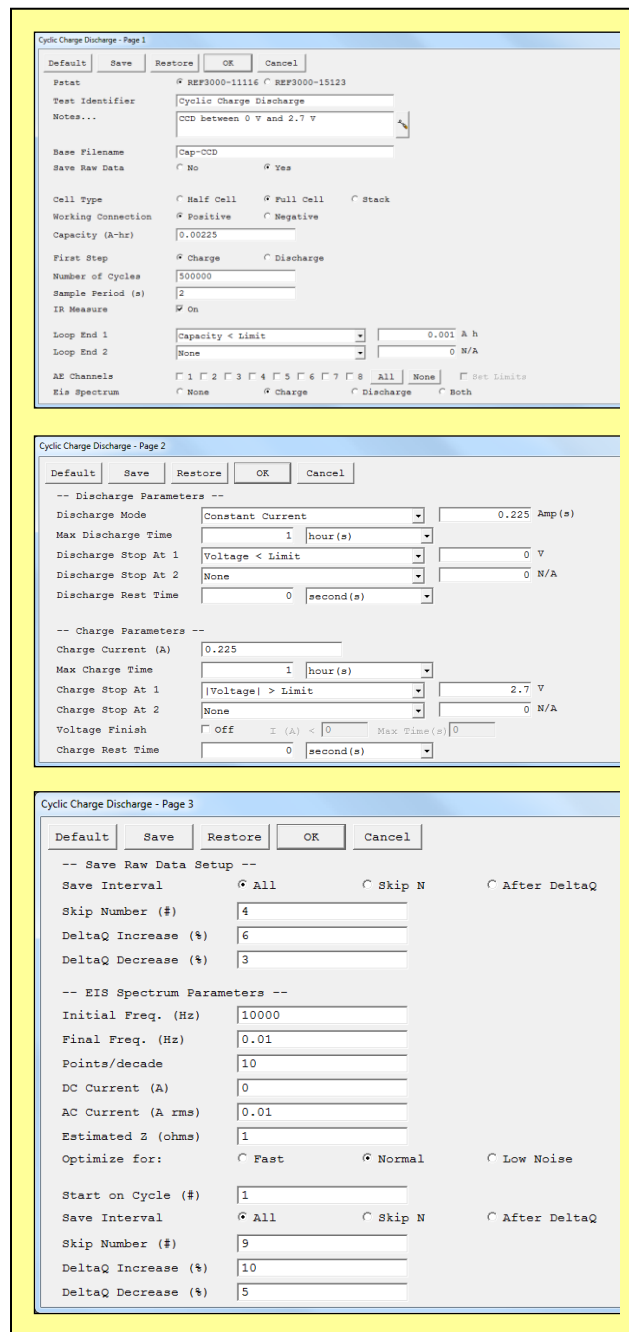 Cyclic Charge Discharge - Page 1
Default Save Restore OK Cancel
Pstat REF3000-11116 REF3000-15123
Test Identifier Cyclic Charge Discharge
Notes... CCD between 0 V and 2.7 V
Base Filename Cap-CCD
Save Raw Data No Yes
Cell Type Half Cell Full Cell Stack
Working Connection Positive Negative
Capacity (A-hr) 0.00225
First Step Charge Discharge
Number of Cycles 500000
Sample Period (s) 2
IR Measure On
Loop End 1 Capacity < Limit 0.001 A h
Loop End 2 None 0 N/A
AE Channels 1 2 3 4 5 6 7 8 All None Set Limits
Eis Spectrum None Charge Discharge Both
Cyclic Charge Discharge - Page 2
Default Save Restore OK Cancel
-- Discharge Parameters --
Discharge Mode Constant Current 0.225 Amp(s)
Max Discharge Time 1 hour(s)
Discharge Stop At 1 Voltage < Limit 0 V
Discharge Stop At 2 None 0 N/A
Discharge Rest Time 0 second(s)
-- Charge Parameters --
Charge Current (A) 0.225
Max Charge Time 1 hour(s)
Charge Stop At 1 |Voltage| > Limit 2.7 V
Charge Stop At 2 None 0 N/A
Voltage Finish Off I (A) < 0 Max Time(s) 0
Charge Rest Time 0 second(s)
Cyclic Charge Discharge - Page 3
Default Save Restore OK Cancel
-- Save Raw Data Setup --
Save Interval All Skip N After DeltaQ
Skip Number (#) 4
DeltaQ Increase (%) 6
DeltaQ Decrease (%) 3
-- EIS Spectrum Parameters --
Initial Freq. (Hz) 10000
Final Freq. (Hz) 0.01
Points/decade 10
DC Current (A) 0
AC Current (A rms) 0.01
Estimated Z (ohms) 1
Optimize for: Fast Normal Low Noise
Start on Cycle (#) 1
Save Interval All Skip N After DeltaQ
Skip Number (#) 9
DeltaQ Increase (%) 10
DeltaQ Decrease (%) 5